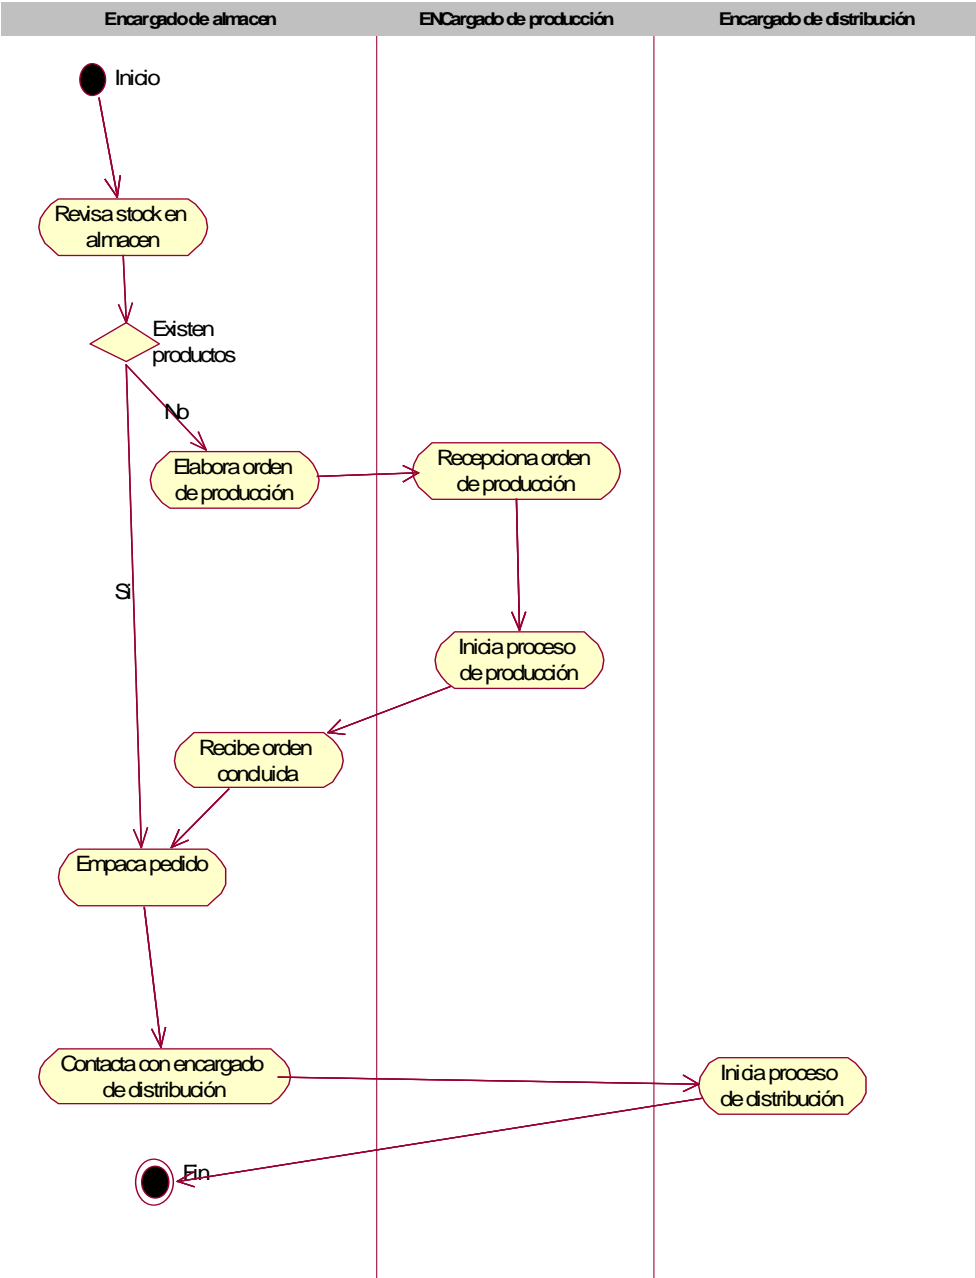 Encargado de almacen
ENCargado de producción
Encargado de distribución
Inicio
Revisa stock en
almacen
Existen
productos
No
Elabora orden
de producción
Recepciona orden
de producción
Si
Inicia proceso
de producción
Recibe orden
concluida
Empaca pedido
Contacta con encargado
de distribución
Inicia proceso
de distribución
Fin